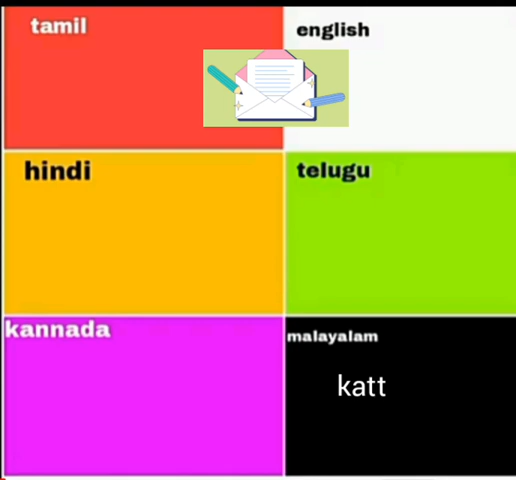 tamil
english
hindi
telugu
kannada
malayalam
katt